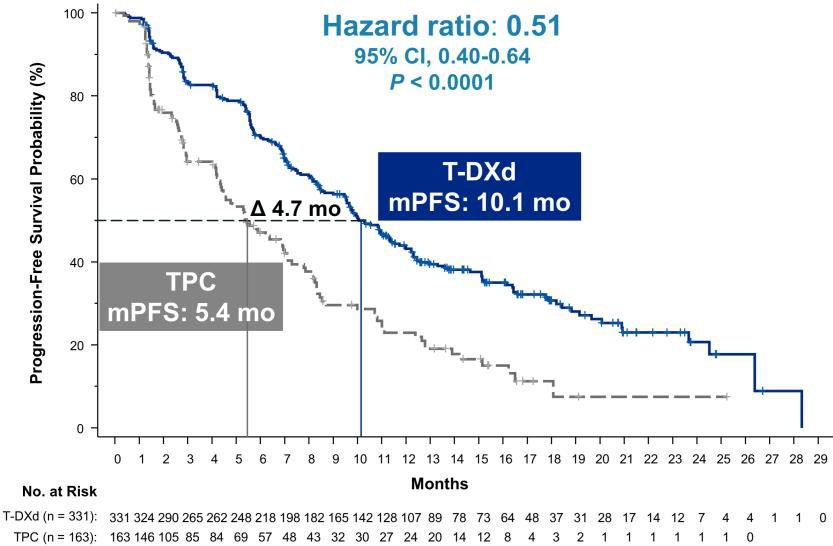 Hazard ratio: 0.51
95% CI, 0.40-0.64
P < 0.0001
Progression-Free Survival Probability (%)
100
80
60
40
20
0
T-DXd
mPFS: 10.1 mo
Δ 4.7 mo
TPC
mPFS: 5.4 mo
0 1 2 3 4 5 6 7 8 9 10 11 12 13 14 15 16 17 18 19 20 21 22 23 24 25 26 27 28 29
Months
No. at Risk
T-DXd (n = 331): 331 324 290 265 262 248 218 198 182 165 142 128 107 89 78 73 64 48 37 31 28 17 14 12 7 4 4 1 1 0
TPC (n = 163): 163 146 105 85 84 69 57 48 43 32 30 27 24 20 14 12 8 4 3 2 1 1 1 1 1 1 0